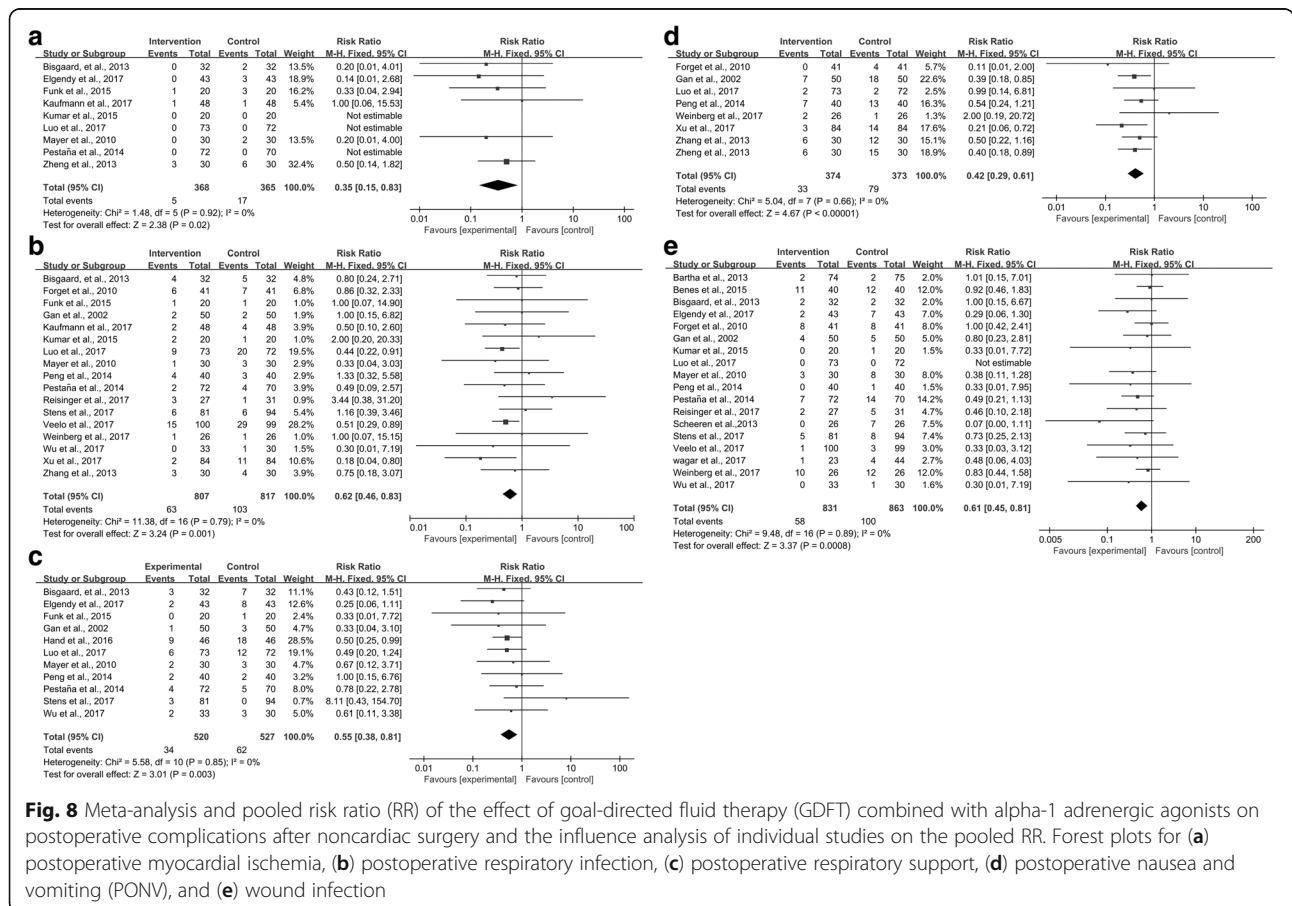 a
Intervention Control Risk Ratio Risk Ratio
Study or Subgroup Events Total Events Total Weight M-H. Fixed. 95% CI M-H. Fixed. 95% CI
Bisgaard, et al., 2013 0 32 2 32 13.5% 0.20 [0.01, 4.01]
Elgendy et al., 2017 0 43 3 43 18.9% 0.14 [0.01, 2.68]
Funk et al., 2015 1 20 3 20 16.2% 0.33 [0.04, 2.94]
Kaufmann et al., 2017 1 48 1 48 5.4% 1.00 [0.06, 15.53]
Kumar et al., 2015 0 20 0 20 Not estimable
Luo et al., 2017 0 73 0 72 Not estimable
Mayer et al., 2010 0 30 2 30 13.5% 0.20 [0.01, 4.00]
Pestaña et al., 2014 0 72 0 70 Not estimable
Zheng et al., 2013 3 30 6 30 32.4% 0.50 [0.14, 1.82]
Total (95% CI) 368 365 100.0% 0.35 [0.15, 0.83]
Total events 5 17
Heterogeneity: Chi² = 1.48, df = 5 (P = 0.92); I² = 0%
Test for overall effect: Z = 2.38 (P = 0.02)
0.01 0.1 1 10 100
Favours [experimental] Favours [control]
b
Intervention Control Risk Ratio Risk Ratio
Study or Subgroup Events Total Events Total Weight M-H. Fixed. 95% CI M-H. Fixed. 95% CI
Bisgaard, et al., 2013 4 32 5 32 4.8% 0.80 [0.24, 2.71]
Forget et al., 2010 6 41 7 41 6.8% 0.86 [0.32, 2.33]
Funk et al., 2015 1 20 1 20 1.0% 1.00 [0.07, 14.90]
Gan et al., 2002 2 50 2 50 1.9% 1.00 [0.15, 6.82]
Kaufmann et al., 2017 2 48 4 48 3.9% 0.50 [0.10, 2.60]
Kumar et al., 2015 2 20 1 20 1.0% 2.00 [0.20, 20.33]
Luo et al., 2017 9 73 20 72 19.5% 0.44 [0.22, 0.91]
Mayer et al., 2010 1 30 3 30 2.9% 0.33 [0.04, 3.03]
Peng et al., 2014 4 40 3 40 2.9% 1.33 [0.32, 5.58]
Pestaña et al., 2014 2 72 4 70 4.0% 0.49 [0.09, 2.57]
Reisinger et al., 2017 3 27 1 31 0.9% 3.44 [0.38, 31.20]
Stens et al., 2017 6 81 6 94 5.4% 1.16 [0.39, 3.46]
Veelo et al., 2017 15 100 29 99 28.2% 0.51 [0.29, 0.89]
Weinberg et al., 2017 1 26 1 26 1.0% 1.00 [0.07, 15.15]
Wu et al., 2017 0 33 1 30 1.5% 0.30 [0.01, 7.19]
Xu et al., 2017 2 84 11 84 10.6% 0.18 [0.04, 0.80]
Zhang et al., 2013 3 30 4 30 3.9% 0.75 [0.18, 3.07]
Total (95% CI) 807 817 100.0% 0.62 [0.46, 0.83]
Total events 63 103
Heterogeneity: Chi² = 11.38, df = 16 (P = 0.79); I² = 0%
Test for overall effect: Z = 3.24 (P = 0.001)
0.01 0.1 1 10 100
Favours [experimental] Favours [control]
c
Experimental Control Risk Ratio Risk Ratio
Study or Subgroup Events Total Events Total Weight M-H. Fixed. 95% CI M-H. Fixed. 95% CI
Bisgaard, et al., 2013 3 32 7 32 11.1% 0.43 [0.12, 1.51]
Elgendy et al., 2017 2 43 8 43 12.6% 0.25 [0.06, 1.11]
Funk et al., 2015 0 20 1 20 2.4% 0.33 [0.01, 7.72]
Gan et al., 2002 1 50 3 50 4.7% 0.33 [0.04, 3.10]
Hand et al., 2016 9 46 18 46 28.5% 0.50 [0.25, 0.99]
Luo et al., 2017 6 73 12 72 19.1% 0.49 [0.20, 1.24]
Mayer et al., 2010 2 30 3 30 4.7% 0.67 [0.12, 3.71]
Peng et al., 2014 2 40 2 40 3.2% 1.00 [0.15, 6.76]
Pestaña et al., 2014 4 72 5 70 8.0% 0.78 [0.22, 2.78]
Stens et al., 2017 3 81 0 94 0.7% 8.11 [0.43, 154.70]
Wu et al., 2017 2 33 3 30 5.0% 0.61 [0.11, 3.38]
Total (95% CI) 520 527 100.0% 0.55 [0.38, 0.81]
Total events 34 62
Heterogeneity: Chi² = 5.58, df = 10 (P = 0.85); I² = 0%
Test for overall effect: Z = 3.01 (P = 0.003)
0.01 0.1 1 10 100
Favours [experimental] Favours [control]
d
Intervention Control Risk Ratio Risk Ratio
Study or Subgroup Events Total Events Total Weight M-H. Fixed. 95% CI M-H. Fixed. 95% CI
Forget et al., 2010 0 41 4 41 5.7% 0.11 [0.01, 2.00]
Gan et al., 2002 7 50 18 50 22.6% 0.39 [0.18, 0.85]
Luo et al., 2017 2 73 2 72 2.5% 0.99 [0.14, 6.81]
Peng et al., 2014 7 40 13 40 16.3% 0.54 [0.24, 1.21]
Weinberg et al., 2017 2 26 1 26 1.3% 2.00 [0.19, 20.72]
Xu et al., 2017 3 84 14 84 17.6% 0.21 [0.06, 0.72]
Zhang et al., 2013 6 30 12 30 15.1% 0.50 [0.22, 1.16]
Zheng et al., 2013 6 30 15 30 18.9% 0.40 [0.18, 0.89]
Total (95% CI) 374 373 100.0% 0.42 [0.29, 0.61]
Total events 33 79
Heterogeneity: Chi² = 5.04, df = 7 (P = 0.66); I² = 0%
Test for overall effect: Z = 4.67 (P < 0.00001)
0.01 0.1 1 10 100
Favours [experimental] Favours [control]
e
Intervention Control Risk Ratio Risk Ratio
Study or Subgroup Events Total Events Total Weight M-H. Fixed. 95% CI M-H. Fixed. 95% CI
Bartha et al., 2013 2 74 2 75 2.0% 1.01 [0.15, 7.01]
Benes et al., 2015 11 40 12 40 12.0% 0.92 [0.46, 1.83]
Bisgaard, et al., 2013 2 32 2 32 2.0% 1.00 [0.15, 6.67]
Elgendy et al., 2017 2 43 7 43 7.0% 0.29 [0.06, 1.30]
Forget et al., 2010 8 41 8 41 8.0% 1.00 [0.42, 2.41]
Gan et al., 2002 4 50 5 50 5.0% 0.80 [0.23, 2.81]
Kumar et al., 2015 0 20 1 20 1.5% 0.33 [0.01, 7.72]
Luo et al., 2017 0 73 0 72 Not estimable
Mayer et al., 2010 3 30 8 30 8.0% 0.38 [0.11, 1.28]
Peng et al., 2014 0 40 1 40 1.5% 0.33 [0.01, 7.95]
Pestaña et al., 2014 7 72 14 70 14.2% 0.49 [0.21, 1.13]
Reisinger et al., 2017 2 27 5 31 4.7% 0.46 [0.10, 2.18]
Scheeren et al.,2013 0 26 7 26 7.5% 0.07 [0.00, 1.11]
Stens et al., 2017 5 81 8 94 7.4% 0.73 [0.25, 2.13]
Veelo et al., 2017 1 100 3 99 3.0% 0.33 [0.03, 3.12]
wagar et al., 2017 1 23 4 44 2.7% 0.48 [0.06, 4.03]
Weinberg et al., 2017 10 26 12 26 12.0% 0.83 [0.44, 1.58]
Wu et al., 2017 0 33 1 30 1.6% 0.30 [0.01, 7.19]
Total (95% CI) 831 863 100.0% 0.61 [0.45, 0.81]
Total events 58 100
Heterogeneity: Chi² = 9.48, df = 16 (P = 0.89); I² = 0%
Test for overall effect: Z = 3.37 (P = 0.0008)
0.005 0.1 1 10 200
Favours [experimental] Favours [control]
Fig. 8 Meta-analysis and pooled risk ratio (RR) of the effect of goal-directed fluid therapy (GDFT) combined with alpha-1 adrenergic agonists on
postoperative complications after noncardiac surgery and the influence analysis of individual studies on the pooled RR. Forest plots for (a)
postoperative myocardial ischemia, (b) postoperative respiratory infection, (c) postoperative respiratory support, (d) postoperative nausea and
vomiting (PONV), and (e) wound infection